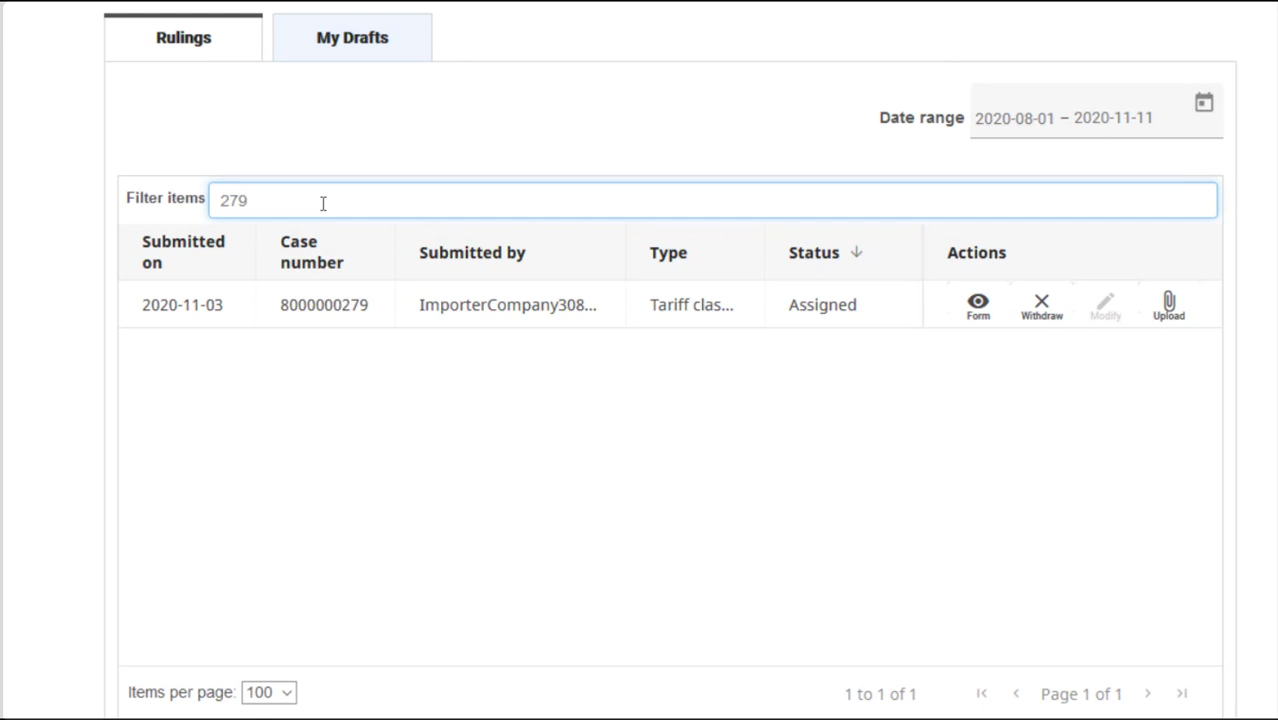 Rulings
My Drafts
Date range 2020-08-01 – 2020-11-11
Filter items 279
Submitted on
Case number
Submitted by
Type
Status
Actions
2020-11-03
8000000279
ImporterCompany308...
Tariff clas...
Assigned
Form
Withdraw
Modify
Upload
Items per page: 100
1 to 1 of 1
Page 1 of 1